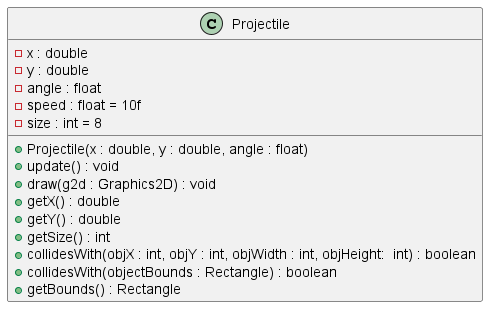 C Projectile
x : double
y : double
angle : float
speed : float = 10f
size : int = 8
Projectile(x : double, y : double, angle : float)
update() : void
draw(g2d : Graphics2D) : void
getX() : double
getY() : double
getSize() : int
collidesWith(objX : int, objY : int, objWidth : int, objHeight:  int) : boolean
collidesWith(objectBounds : Rectangle) : boolean
getBounds() : Rectangle